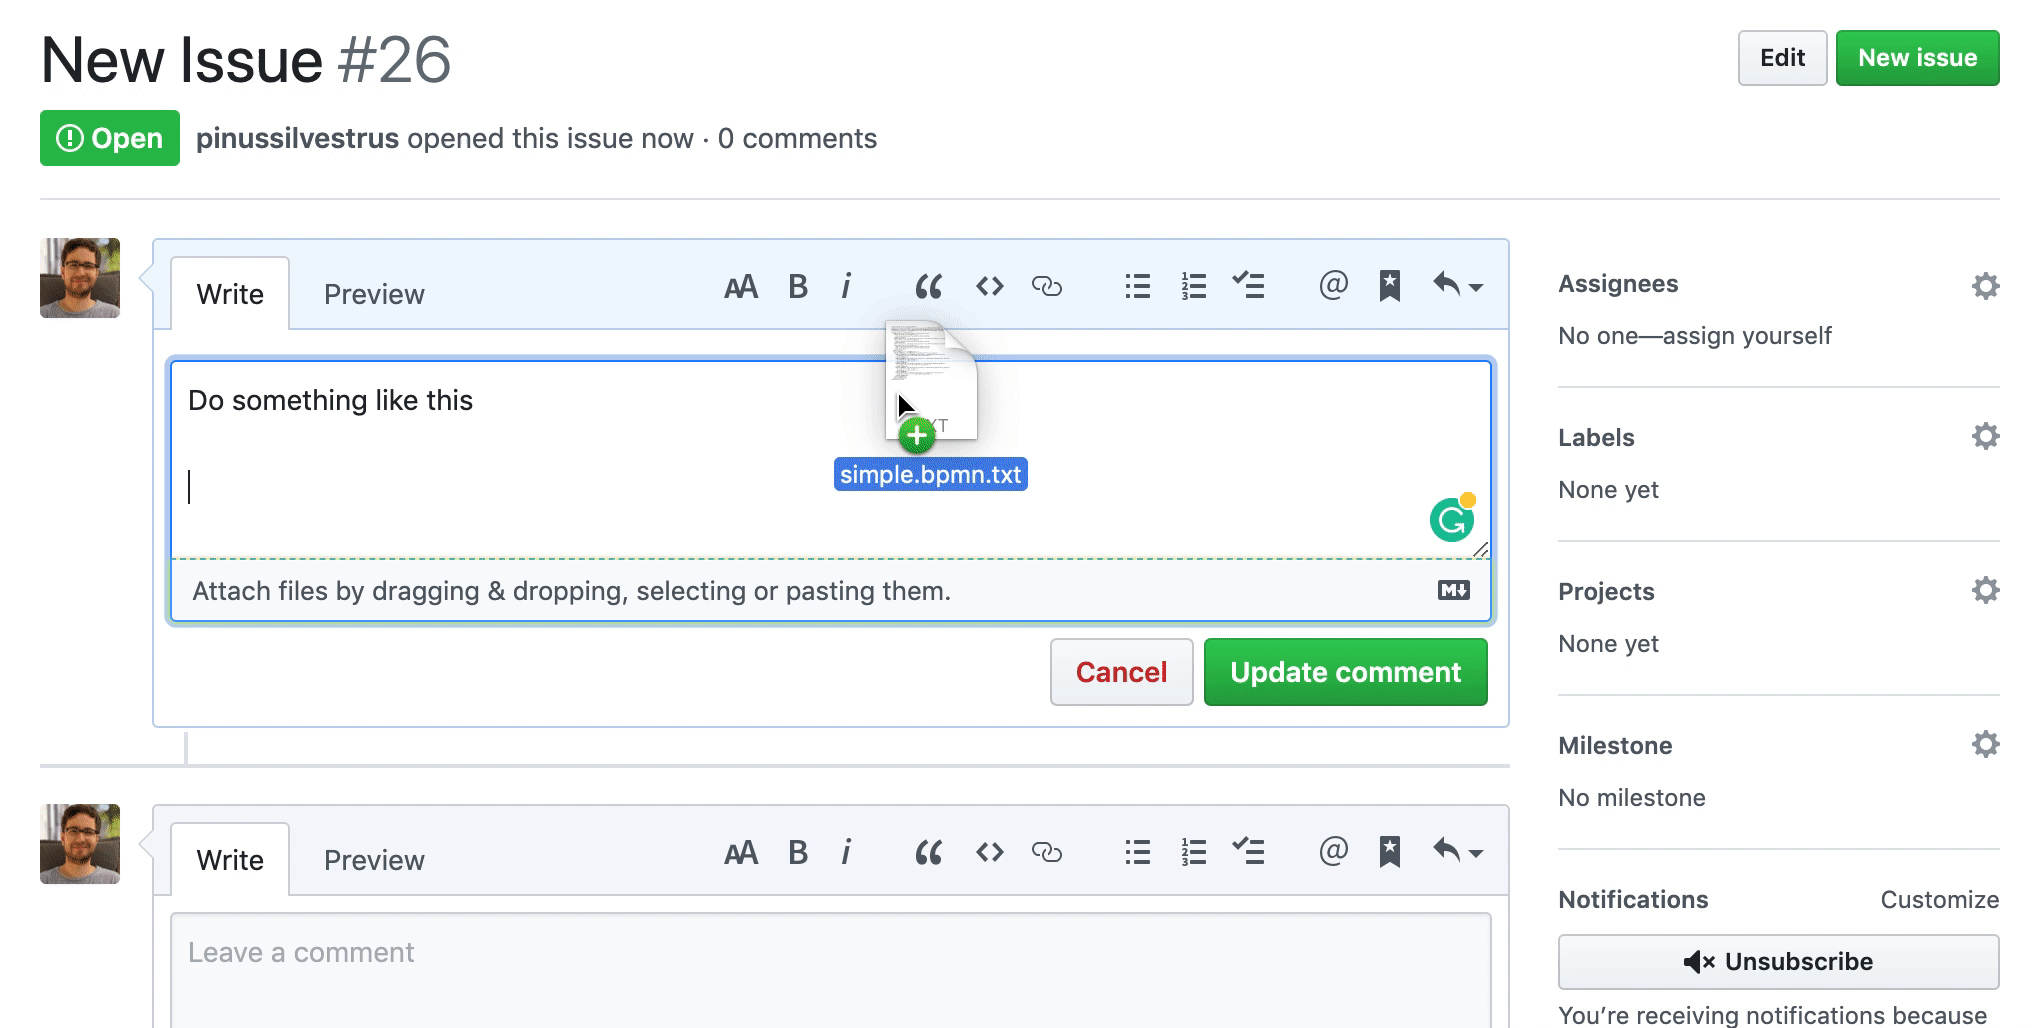 New Issue #26
Edit
New issue
Open
pinussilvestrus opened this issue now · 0 comments
Write
Preview
AA B i
@
Do something like this
simple.bpmn.txt
Attach files by dragging & dropping, selecting or pasting them.
M
Cancel
Update comment
Assignees
No one—assign yourself
Labels
None yet
Projects
None yet
Milestone
No milestone
Notifications
Customize
Unsubscribe
You're receiving notifications because
Write
Preview
AA B i
@
Leave a comment